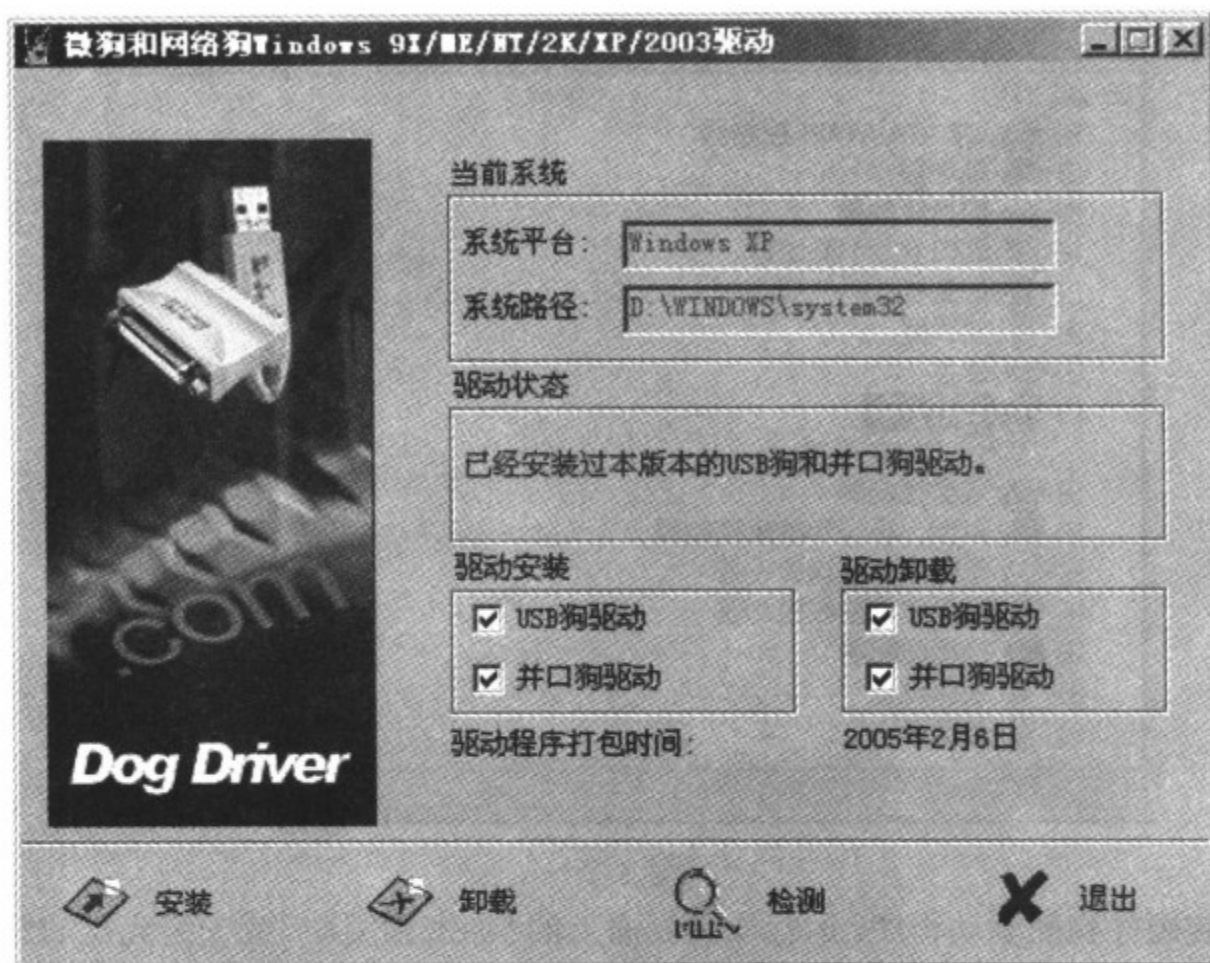 微狗和网络狗Windows 9X/ME/NT/2K/XP/2003驱动
当前系统
系统平台: Windows XP
系统路径: D:\WINDOWS\system32
驱动状态
已经安装过本版本的USB狗和并口狗驱动。
驱动安装
驱动卸载
USB狗驱动
USB狗驱动
并口狗驱动
并口狗驱动
驱动程序打包时间:
2005年2月6日
.com
Dog Driver
安装
卸载
检测
退出